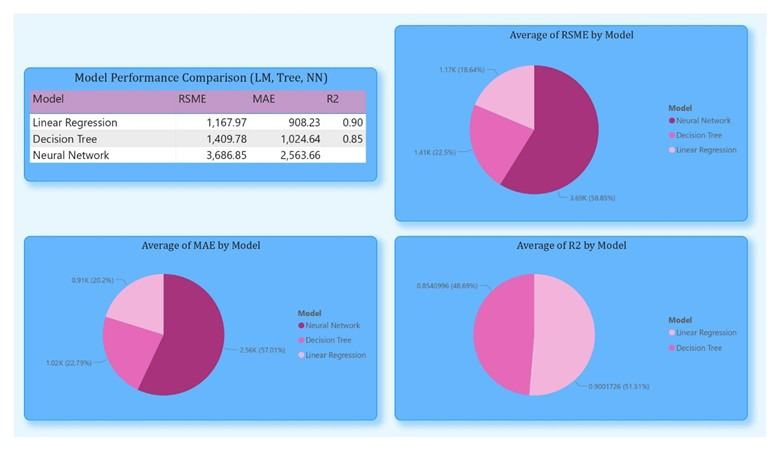 Average of RSME by Model
1.17K (18.64%)
1.41K (22.5%)
3.69K (58.85%)
Model
Neural Network
Decision Tree
Linear Regression
Model Performance Comparison (LM, Tree, NN)
Model RSME MAE R2
Linear Regression 1,167.97 908.23 0.90
Decision Tree 1,409.78 1,024.64 0.85
Neural Network 3,686.85 2,563.66
Average of MAE by Model
0.91K (20.2%)
1.02K (22.79%)
2.56K (57.01%)
Model
Neural Network
Decision Tree
Linear Regression
Average of R2 by Model
0.8540996 (48.69%)
0.9001726 (51.31%)
Model
Linear Regression
Decision Tree